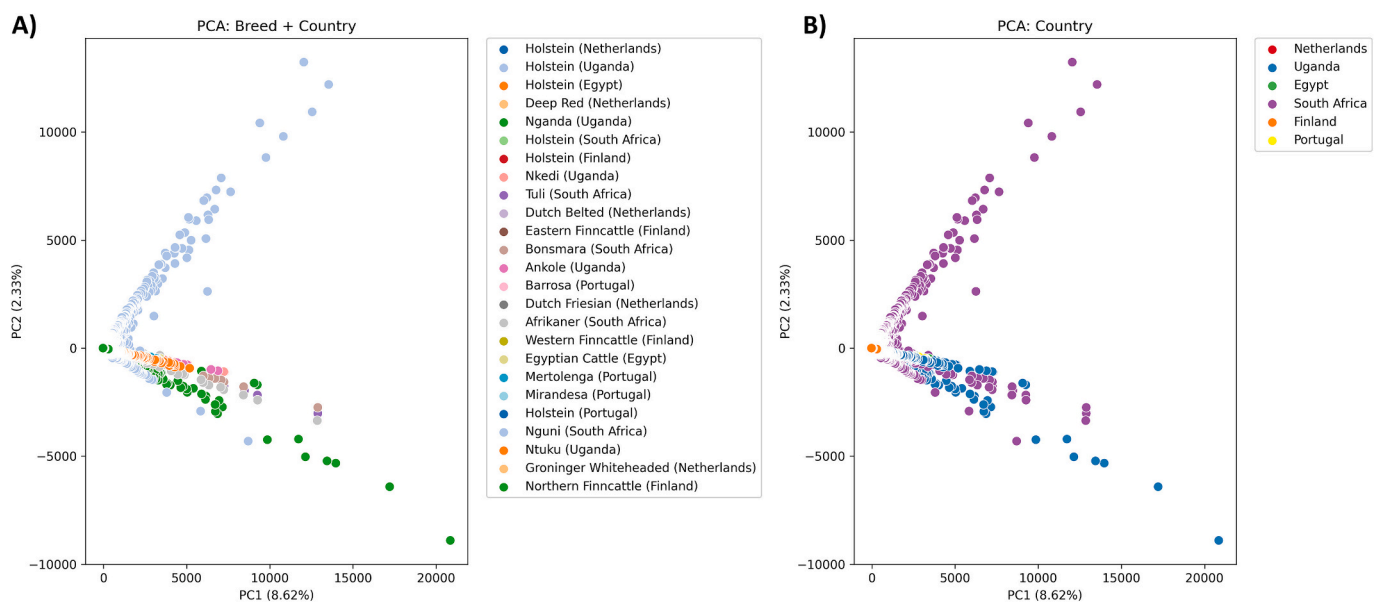 A)
PCA: Breed + Country
PC2 (2.33%)
10000
5000
0
−5000
−10000
0
5000
10000
15000
20000
PC1 (8.62%)
Holstein (Netherlands)
Holstein (Uganda)
Holstein (Egypt)
Deep Red (Netherlands)
Nganda (Uganda)
Holstein (South Africa)
Holstein (Finland)
Nkedi (Uganda)
Tuli (South Africa)
Dutch Belted (Netherlands)
Eastern Finncattle (Finland)
Bonsmara (South Africa)
Ankole (Uganda)
Barrosa (Portugal)
Dutch Friesian (Netherlands)
Afrikaner (South Africa)
Western Finncattle (Finland)
Egyptian Cattle (Egypt)
Mertolenga (Portugal)
Mirandesa (Portugal)
Holstein (Portugal)
Nguni (South Africa)
Ntuku (Uganda)
Groninger Whiteheaded (Netherlands)
Northern Finncattle (Finland)
B)
PCA: Country
PC2 (2.33%)
10000
5000
0
−5000
−10000
0
5000
10000
15000
20000
PC1 (8.62%)
Netherlands
Uganda
Egypt
South Africa
Finland
Portugal